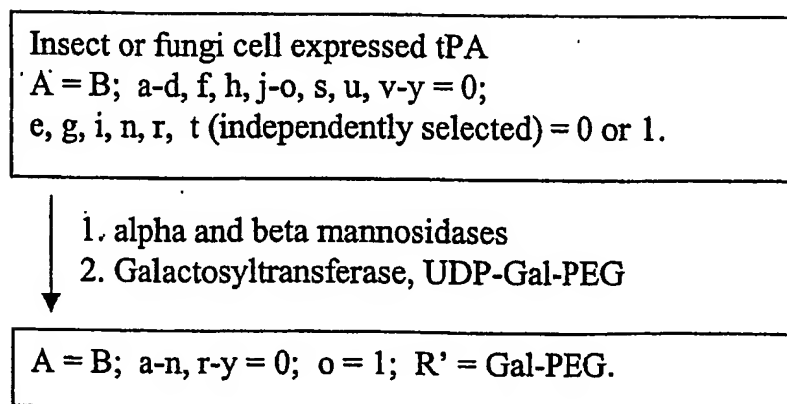 Insect or fungi cell expressed tPA
A = B; a-d, f, h, j-o, s, u, v-y = 0;
e, g, i, n, r, t (independently selected) = 0 or 1.
1. alpha and beta mannosidases
2. Galactosyltransferase, UDP-Gal-PEG
A = B; a-n, r-y = 0; o = 1; R' = Gal-PEG.